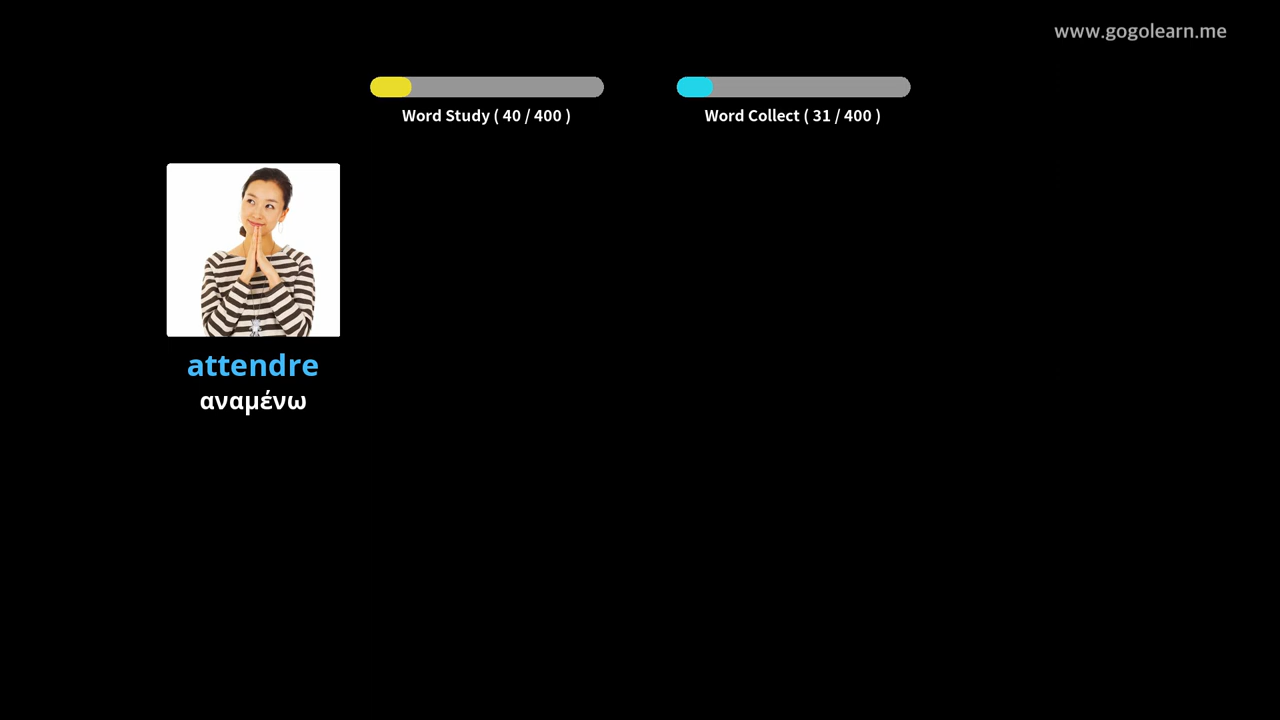 www.gogolearn.me
Word Study ( 40 / 400 )
Word Collect ( 31 / 400 )
attendre
αναμένω